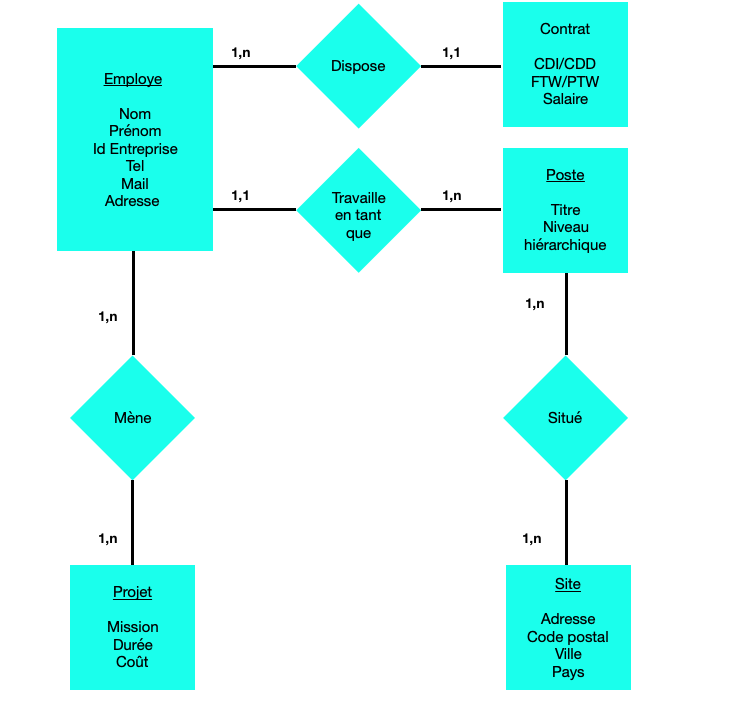 Employe
Nom
Prénom
Id Entreprise
Tel
Mail
Adresse
1,n
Dispose
1,1
Contrat
CDI/CDD
FTW/PTW
Salaire
1,1
Travaille
en tant
que
1,n
Poste
Titre
Niveau
hiérarchique
1,n
Mène
1,n
Projet
Mission
Durée
Coût
1,n
Situé
1,n
Site
Adresse
Code postal
Ville
Pays